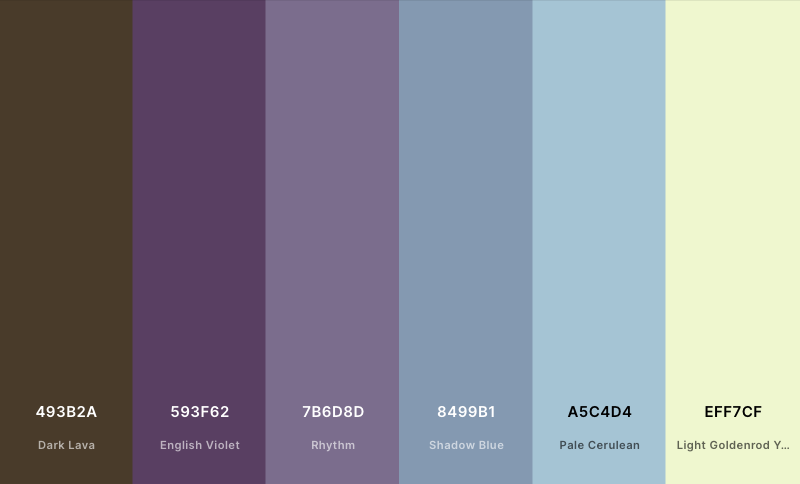 493B2A
Dark Lava
593F62
English Violet
7B6D8D
Rhythm
8499B1
Shadow Blue
A5C4D4
Pale Cerulean
EFF7CF
Light Goldenrod Y...